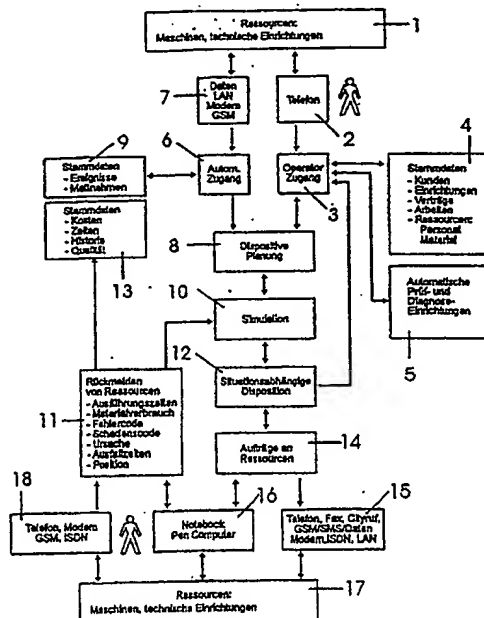 Ressourcen:
Maschinen, technische Einrichtungen
1
Daten
LAN
Modem
GSM
7
Telefon
2
4
9
6
Stammdaten
- Ereignisse
- Maßnahmen
Autom.
Zugang
Operator
Zugang
3
Stammdaten
- Kunden
- Einrichtungen
- Verträge
- Arbeiten
- Ressourcen:
Personal
Material
Stammdaten
- Kosten
- Zeiten
- Historie
- Qualität
13
8
Dispositive
Planung
Automatische
Prüf- und
Diagnose-
Einrichtungen
5
10
Simulation
12
Situationsabhängige
Disposition
11
Rückmelden
von Ressourcen
- Ausführungszeiten
- Materialverbrauch
- Fehlercode
- Schadenscode
- Ursache
- Ausfallzeiten
- Position
Aufträge an
Ressourcen
14
18
Telefon, Modem
GSM, ISDN
16
Notebook
Pen Computer
15
Telefon, Fax, Cityruf,
GSM/SMS/Daten
Modem, ISDN, LAN
Ressourcen:
Maschinen, technische Einrichtungen
17